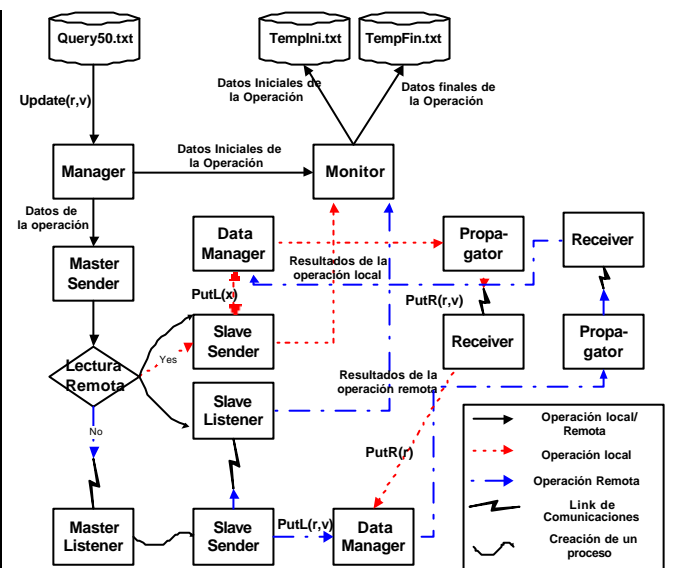 Query50.txt
TempIni.txt
TempFin.txt
Datos Iniciales de
la Operación
Datos finales de
la Operación
Update(r,v)
Datos Iniciales de
la Operación
Manager
Monitor
Datos de
la operación
Master
Sender
Data
Manager
Propa-
gator
Receiver
Resultados de la
operación local
PutL(x)
PutR(r,v)
Slave
Sender
Receiver
Propa-
gator
Yes
Lectura
Remota
Resultados de la
operación remota
Slave
Listener
No
PutR(r)
Master
Listener
Slave
Sender
PutL(r,v)
Data
Manager
Operación local/
Remota
Operación local
Operación Remota
Link de
Comunicaciones
Creación de un
proceso